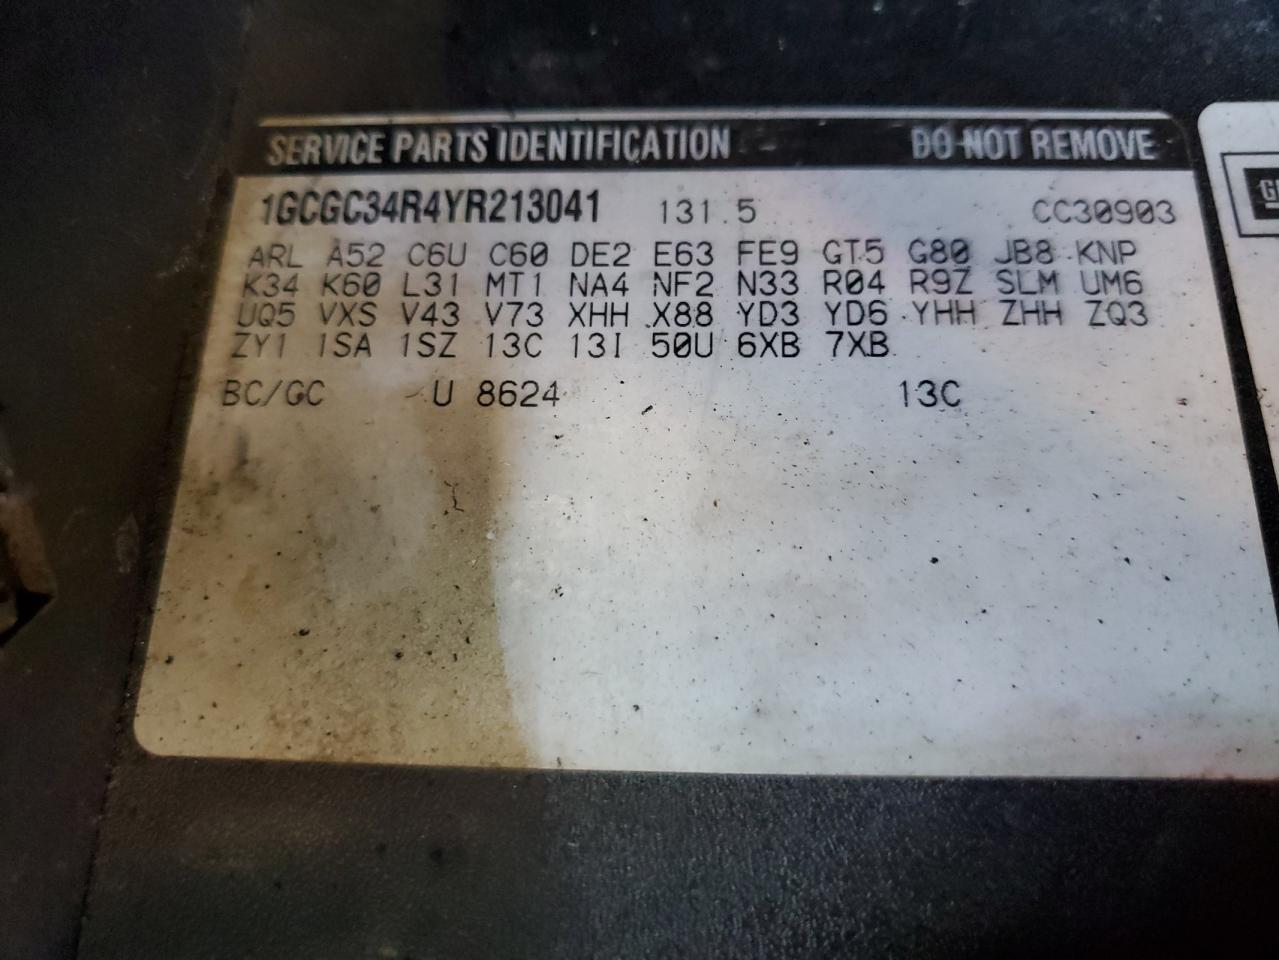 SERVICE PARTS IDENTIFICATION DO NOT REMOVE
1GCGC34R4YR213041 131.5 CC30903
ARL A52 C6U C60 DE2 E63 FE9 GT5 G80 JB8 KNP
K34 K60 L31 MT1 NA4 NF2 N33 R04 R9Z SLM UM6
UQ5 VXS V43 V73 XHH X88 YD3 YD6 YHH ZHH ZQ3
ZY1 1SA 1SZ 13C 13I 50U 6XB 7XB
BC/GC U 8624 13C